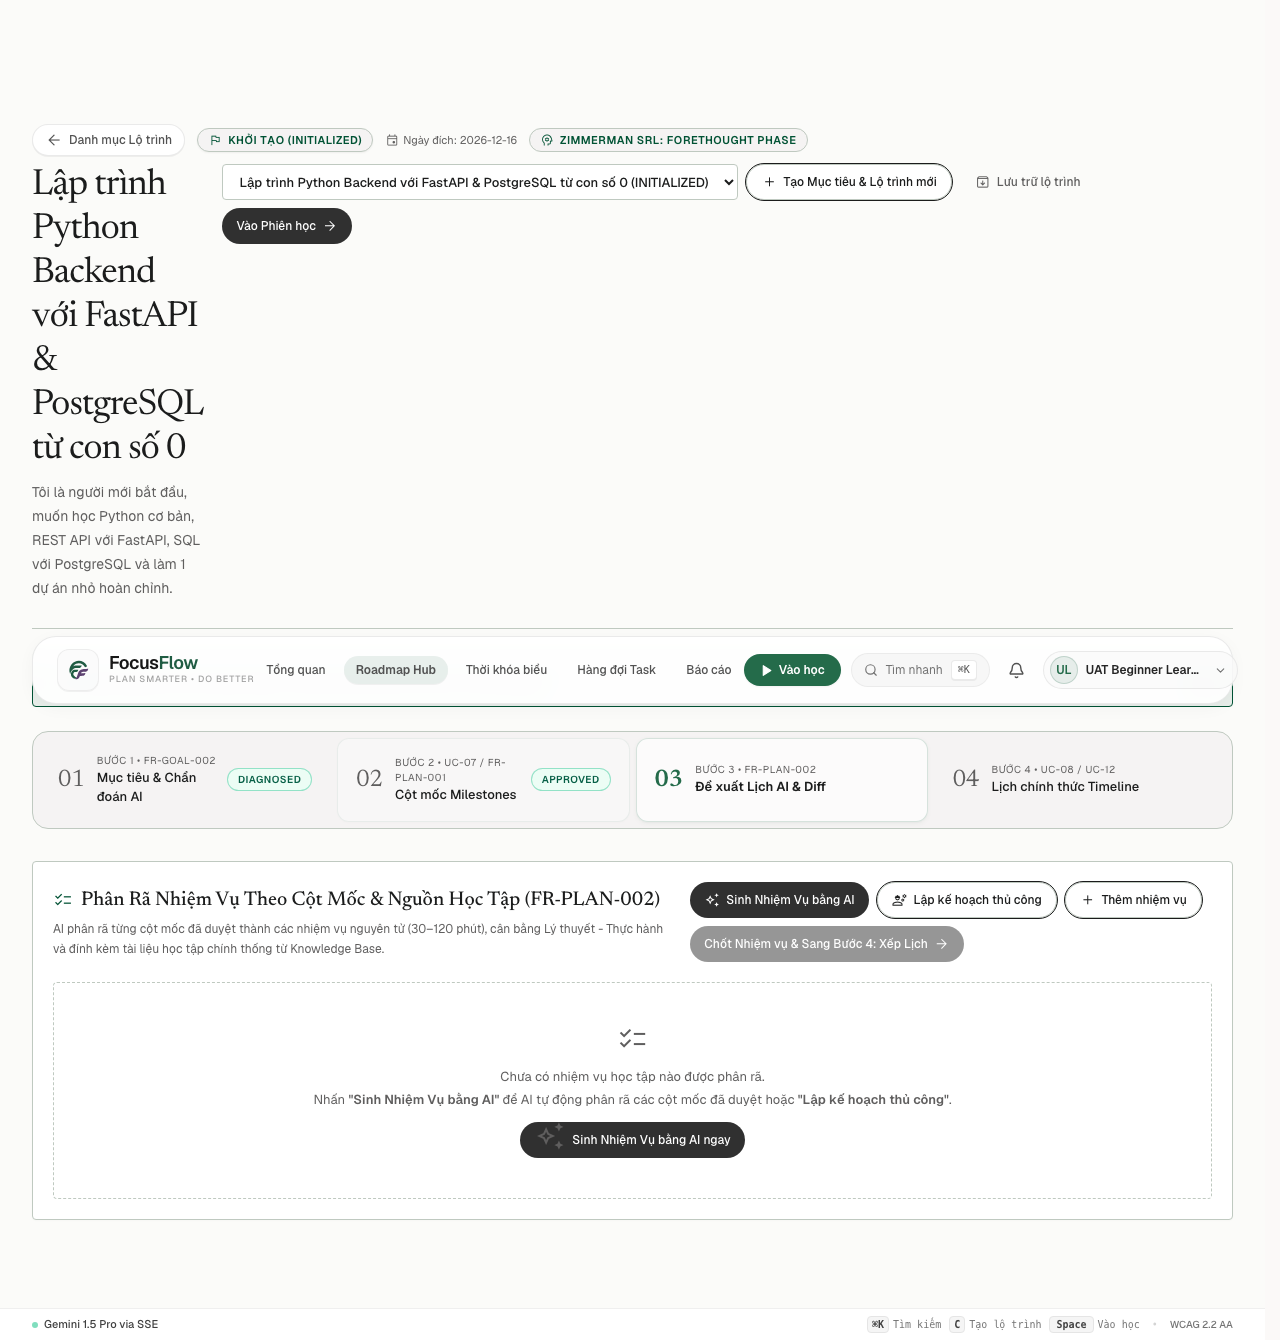 Danh mục Lộ trình
KHỞI TẠO (INITIALIZED)
Ngày đích: 2026-12-16
ZIMMERMAN SRL: FORETHOUGHT PHASE
Lập trình
Python
Backend
với FastAPI
&
PostgreSQL
từ con số 0
Tôi là người mới bắt đầu,
muốn học Python cơ bản,
REST API với FastAPI, SQL
với PostgreSQL và làm 1
dự án nhỏ hoàn chỉnh.
Lập trình Python Backend với FastAPI & PostgreSQL từ con số 0 (INITIALIZED)
Tạo Mục tiêu & Lộ trình mới
Lưu trữ lộ trình
Vào Phiên học
FocusFlow
PLAN SMARTER • DO BETTER
Tổng quan
Roadmap Hub
Thời khóa biểu
Hàng đợi Task
Báo cáo
Vào học
Tìm nhanh
⌘K
UL
UAT Beginner Lear...
01
BƯỚC 1 • FR-GOAL-002
Mục tiêu & Chẩn
đoán AI
DIAGNOSED
02
BƯỚC 2 • UC-07 / FR-
PLAN-001
Cột mốc Milestones
APPROVED
03
BƯỚC 3 • FR-PLAN-002
Đề xuất Lịch AI & Diff
04
BƯỚC 4 • UC-08 / UC-12
Lịch chính thức Timeline
Phân Rã Nhiệm Vụ Theo Cột Mốc & Nguồn Học Tập (FR-PLAN-002)
AI phân rã từng cột mốc đã duyệt thành các nhiệm vụ nguyên tử (30–120 phút), cân bằng Lý thuyết - Thực hành
và đính kèm tài liệu học tập chính thống từ Knowledge Base.
Sinh Nhiệm Vụ bằng AI
Lập kế hoạch thủ công
Thêm nhiệm vụ
Chốt Nhiệm vụ & Sang Bước 4: Xếp Lịch
Chưa có nhiệm vụ học tập nào được phân rã.
Nhấn "Sinh Nhiệm Vụ bằng AI" để AI tự động phân rã các cột mốc đã duyệt hoặc "Lập kế hoạch thủ công".
Sinh Nhiệm Vụ bằng AI ngay
Gemini 1.5 Pro via SSE
⌘K Tìm kiếm
C Tạo lộ trình
Space Vào học
•
WCAG 2.2 AA